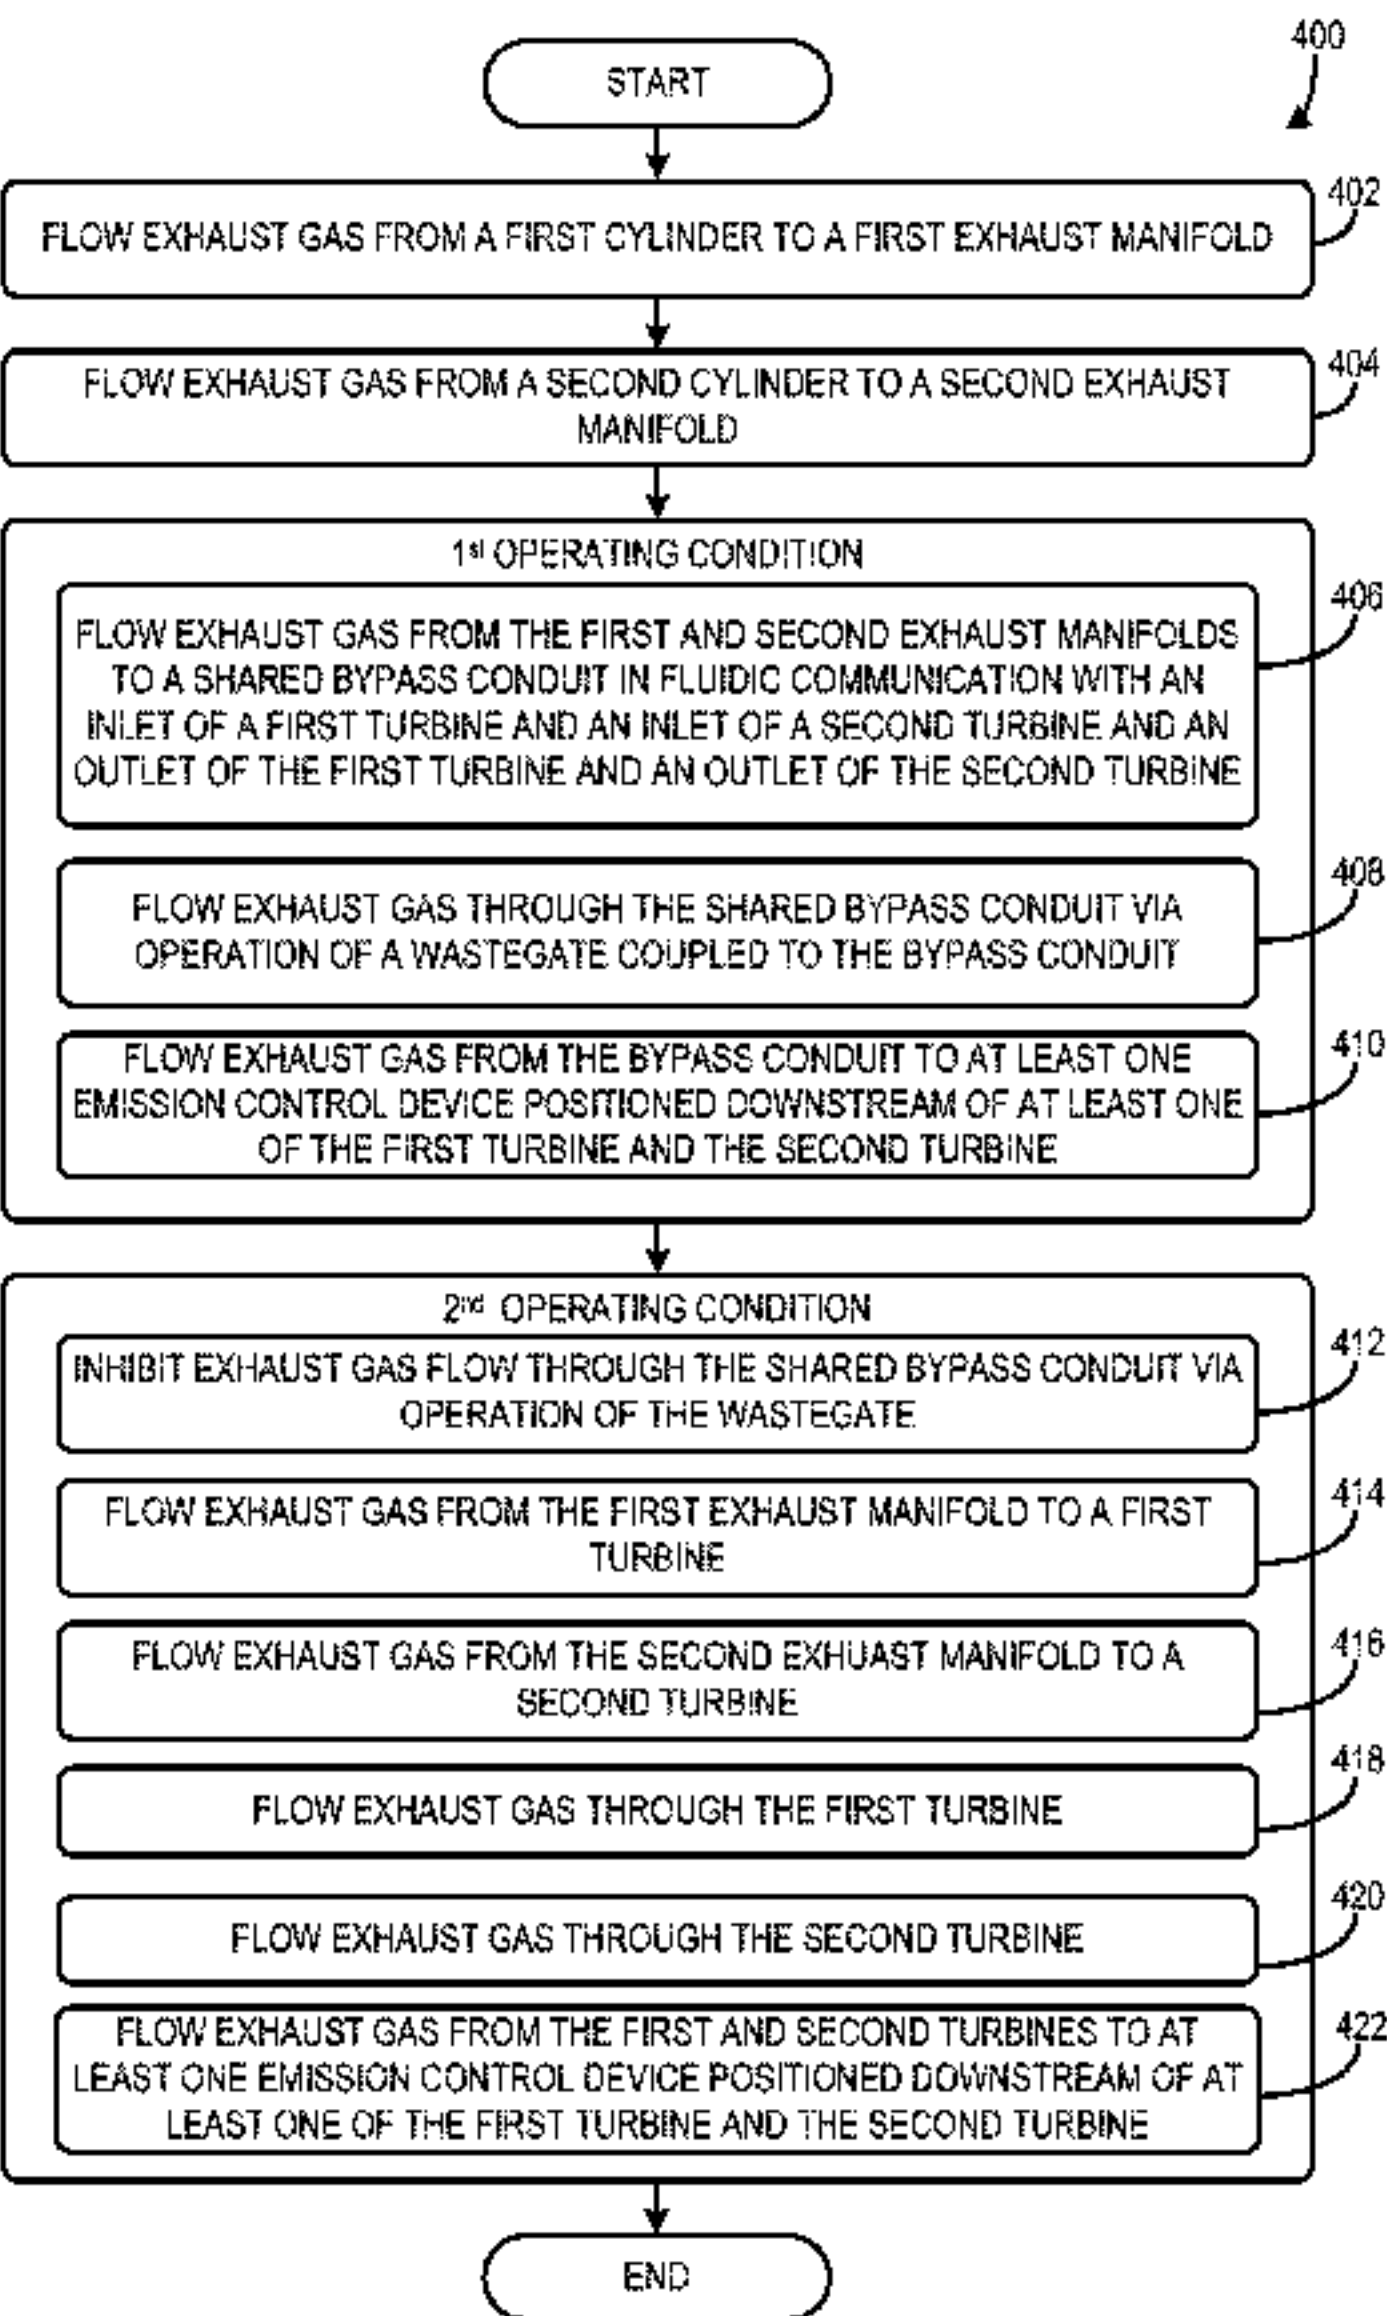 400
START
402
FLOW EXHAUST GAS FROM A FIRST CYLINDER TO A FIRST EXHAUST MANIFOLD
404
FLOW EXHAUST GAS FROM A SECOND CYLINDER TO A SECOND EXHAUST
MANIFOLD
1st OPERATING CONDITION
406
FLOW EXHAUST GAS FROM THE FIRST AND SECOND EXHAUST MANIFOLDS
TO A SHARED BYPASS CONDUIT IN FLUIDIC COMMUNICATION WITH AN
INLET OF A FIRST TURBINE AND AN INLET OF A SECOND TURBINE AND AN
OUTLET OF THE FIRST TURBINE AND AN OUTLET OF THE SECOND TURBINE
408
FLOW EXHAUST GAS THROUGH THE SHARED BYPASS CONDUIT VIA
OPERATION OF A WASTEGATE COUPLED TO THE BYPASS CONDUIT
410
FLOW EXHAUST GAS FROM THE BYPASS CONDUIT TO AT LEAST ONE
EMISSION CONTROL DEVICE POSITIONED DOWNSTREAM OF AT LEAST ONE
OF THE FIRST TURBINE AND THE SECOND TURBINE
2nd OPERATING CONDITION
412
INHIBIT EXHAUST GAS FLOW THROUGH THE SHARED BYPASS CONDUIT VIA
OPERATION OF THE WASTEGATE
414
FLOW EXHAUST GAS FROM THE FIRST EXHAUST MANIFOLD TO A FIRST
TURBINE
416
FLOW EXHAUST GAS FROM THE SECOND EXHUAST MANIFOLD TO A
SECOND TURBINE
418
FLOW EXHAUST GAS THROUGH THE FIRST TURBINE
420
FLOW EXHAUST GAS THROUGH THE SECOND TURBINE
422
FLOW EXHAUST GAS FROM THE FIRST AND SECOND TURBINES TO AT
LEAST ONE EMISSION CONTROL DEVICE POSITIONED DOWNSTREAM OF AT
LEAST ONE OF THE FIRST TURBINE AND THE SECOND TURBINE
END